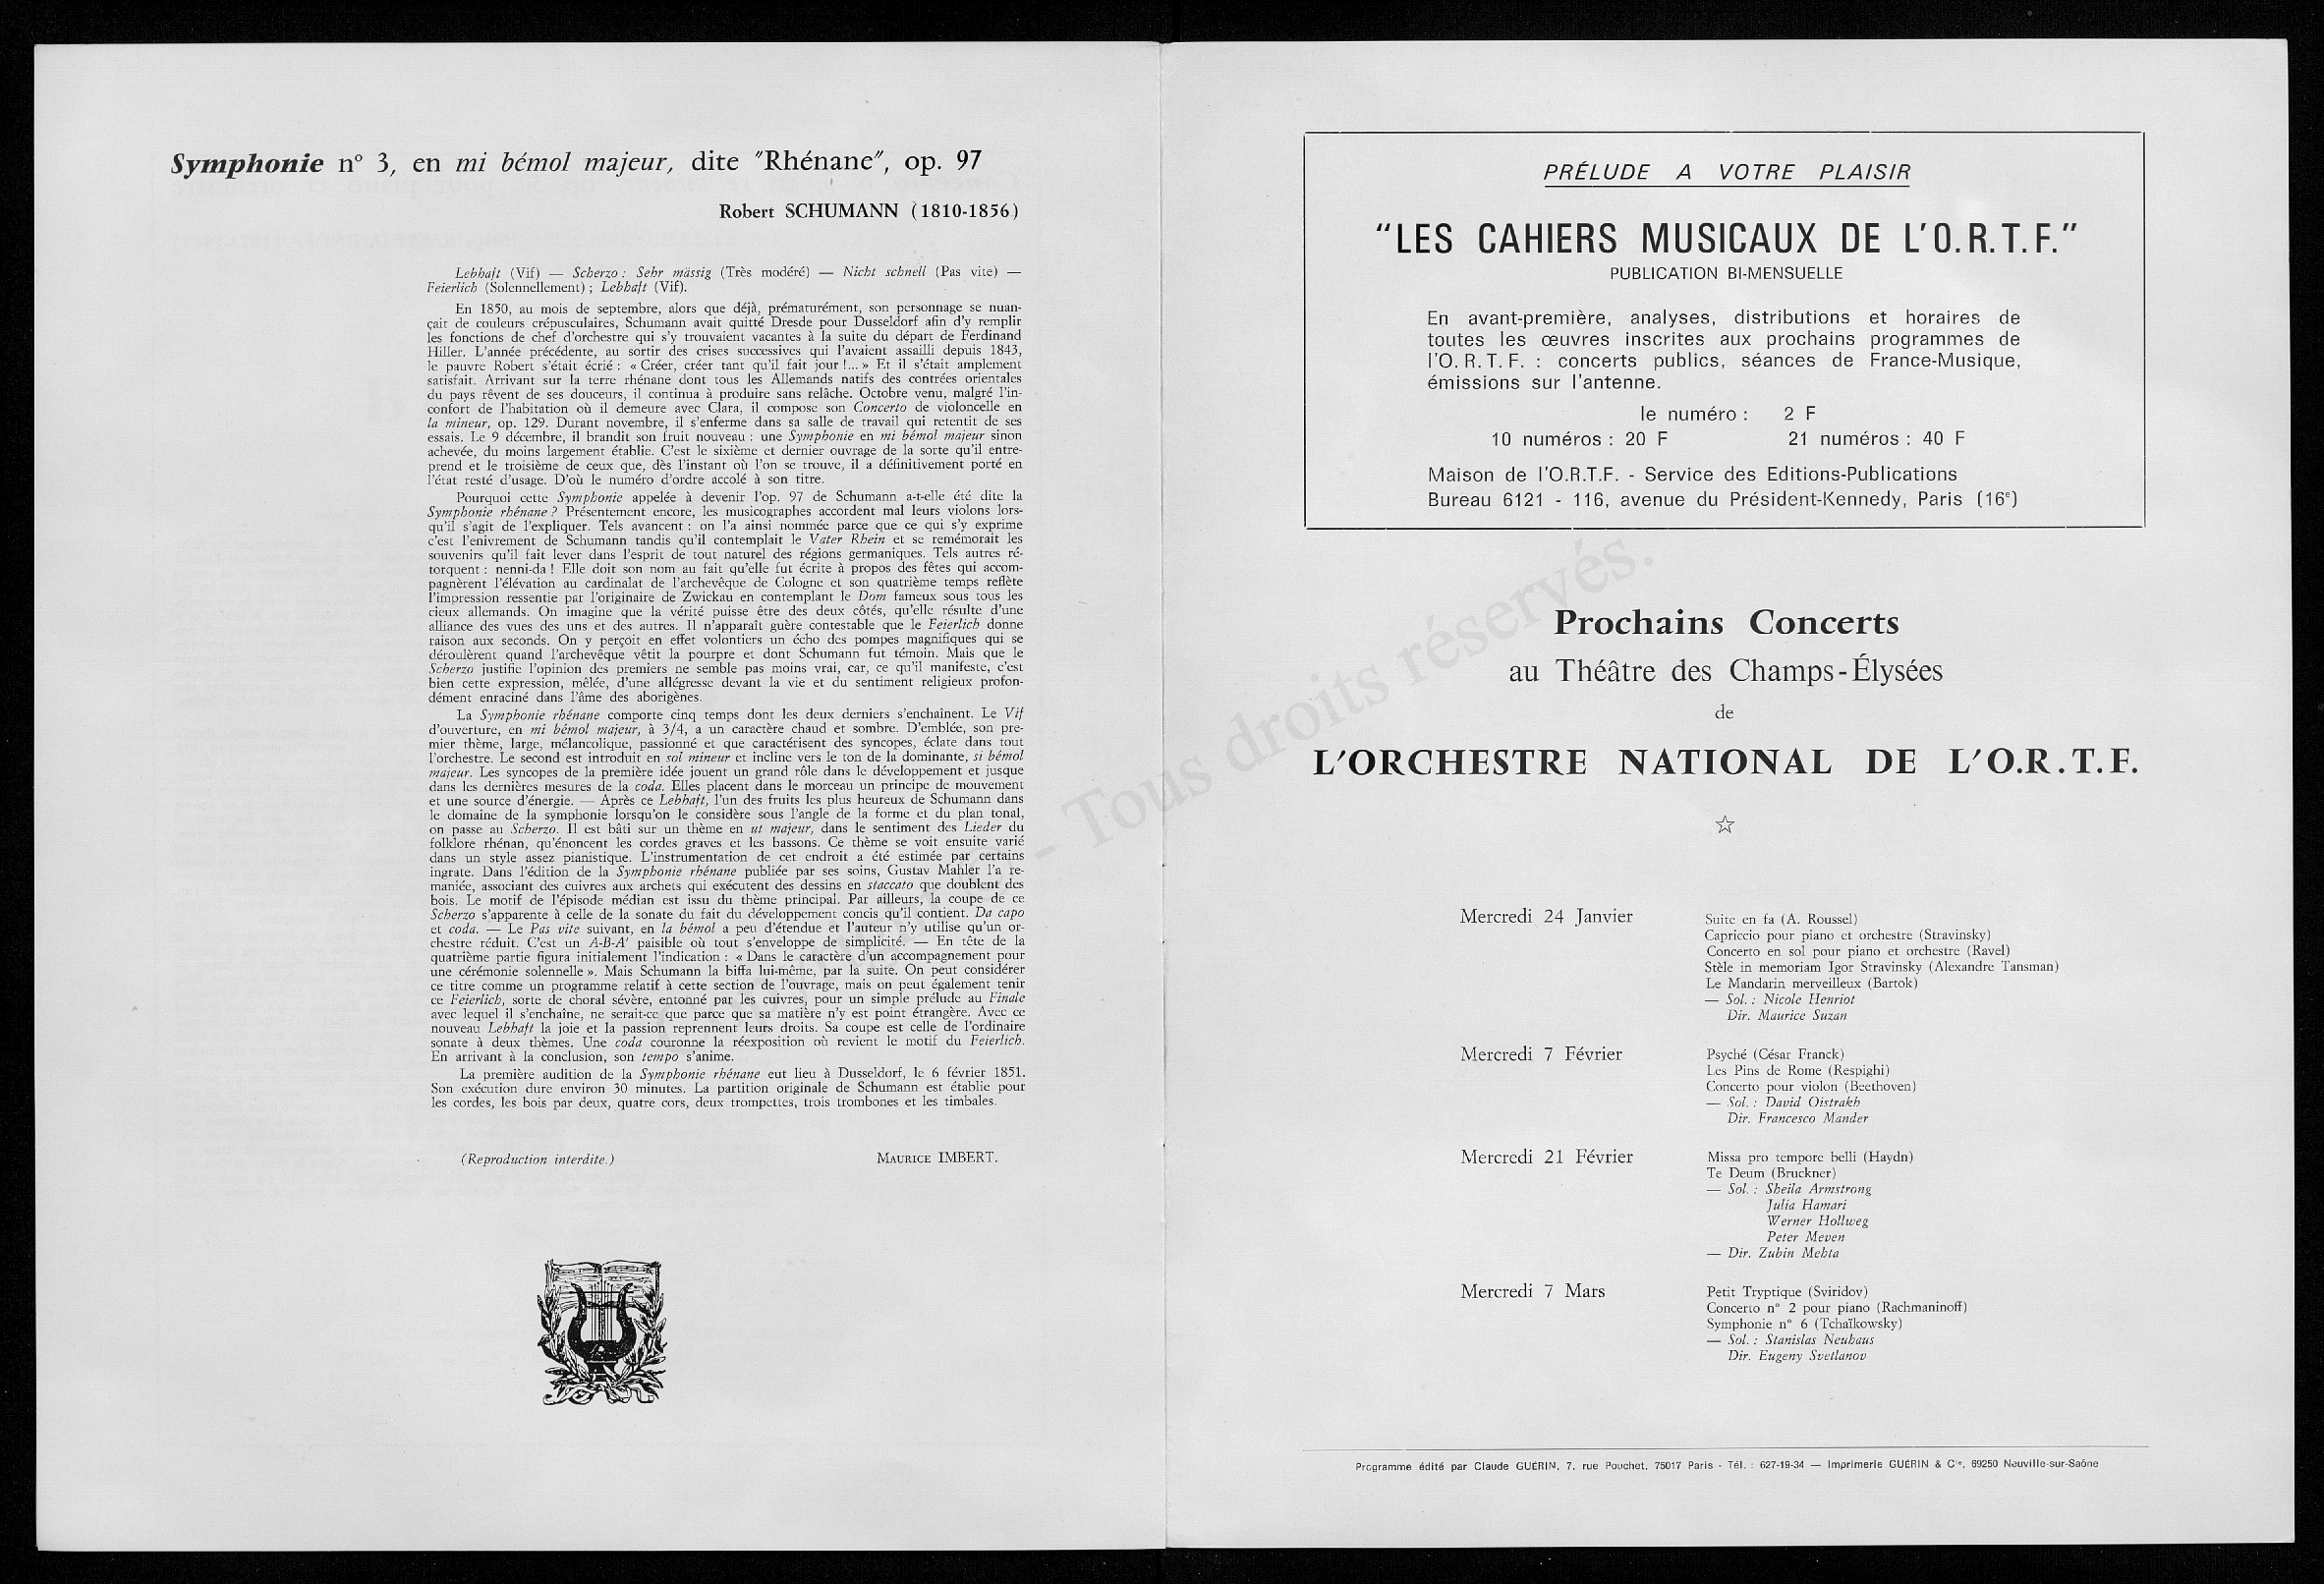 Symphonie n° 3, en mi bémol majeur, dite "Rhénane", op. 97
Robert SCHUMANN (1810-1856)
Lebhaft (Vif) — Scherzo : Sehr mässig (Très modéré) — Nicht schnell (Pas vite) —
Feierlich (Solennellement) ; Lebhaft (Vif).
En 1850, au mois de septembre, alors que déjà, prématurément, son personnage se nuan-
çait de couleurs crépusculaires, Schumann avait quitté Dresde pour Dusseldorf afin d'y remplir
les fonctions de chef d'orchestre qui s'y trouvaient vacantes à la suite du départ de Ferdinand
Hiller. L'année précédente, au sortir des crises successives qui l'avaient assailli depuis 1843,
le pauvre Robert s'était écrié : « Créer, créer tant qu'il fait jour !... » Et il s'était amplement
satisfait. Arrivant sur la terre rhénane dont tous les Allemands natifs des contrées orientales
du pays rêvent de ses douceurs, il continua à produire sans relâche. Octobre venu, malgré l'in-
confort de l'habitation où il demeure avec Clara, il compose son Concerto de violoncelle en
la mineur, op. 129. Durant novembre, il s'enferme dans sa salle de travail qui retentit de ses
essais. Le 9 décembre, il brandit son fruit nouveau : une Symphonie en mi bémol majeur sinon
achevée, du moins largement établie. C'est le sixième et dernier ouvrage de la sorte qu'il entre-
prend et le troisième de ceux que, dès l'instant où l'on se trouve, il a définitivement porté en
l'état resté d'usage. D'où le numéro d'ordre accolé à son titre.
Pourquoi cette Symphonie appelée à devenir l'op. 97 de Schumann a-t-elle été dite la
Symphonie rhénane ? Présentement encore, les musicographes accordent mal leurs violons lors-
qu'il s'agit de l'expliquer. Tels avancent : on l'a ainsi nommée parce que ce qui s'y exprime
c'est l'enivrement de Schumann tandis qu'il contemplait le Vater Rhein et se remémorait les
souvenirs qu'il fait lever dans l'esprit de tout naturel des régions germaniques. Tels autres ré-
torquent : nenni-da ! Elle doit son nom au fait qu'elle fut écrite à propos des fêtes qui accom-
pagnèrent l'élévation au cardinalat de l'archevêque de Cologne et son quatrième temps reflète
l'impression ressentie par l'originaire de Zwickau en contemplant le Dom fameux sous tous les
cieux allemands. On imagine que la vérité puisse être des deux côtés, qu'elle résulte d'une
alliance des vues des uns et des autres. Il n'apparaît guère contestable que le Feierlich donne
raison aux seconds. On y perçoit en effet volontiers un écho des pompes magnifiques qui se
déroulèrent quand l'archevêque vêtit la pourpre et dont Schumann fut témoin. Mais que le
Scherzo justifie l'opinion des premiers ne semble pas moins vrai, car, ce qu'il manifeste, c'est
bien cette expression, mêlée, d'une allégresse devant la vie et du sentiment religieux profon-
dément enraciné dans l'âme des aborigènes.
La Symphonie rhénane comporte cinq temps dont les deux derniers s'enchaînent. Le Vif
d'ouverture, en mi bémol majeur, à 3/4, a un caractère chaud et sombre. D'emblée, son pre-
mier thème, large, mélancolique, passionné et que caractérisent des syncopes, éclate dans tout
l'orchestre. Le second est introduit en sol mineur et incline vers le ton de la dominante, si bémol
majeur. Les syncopes de la première idée jouent un grand rôle dans le développement et jusque
dans les dernières mesures de la coda. Elles placent dans le morceau un principe de mouvement
et une source d'énergie. — Après ce Lebhaft, l'un des fruits les plus heureux de Schumann dans
le domaine de la symphonie lorsqu'on le considère sous l'angle de la forme et du plan tonal,
on passe au Scherzo. Il est bâti sur un thème en ut majeur, dans le sentiment des Lieder du
folklore rhénan, qu'énoncent les cordes graves et les bassons. Ce thème se voit ensuite varié
dans un style assez pianistique. L'instrumentation de cet endroit a été estimée par certains
ingrate. Dans l'édition de la Symphonie rhénane publiée par ses soins, Gustav Mahler l'a re-
maniée, associant des cuivres aux archets qui exécutent des dessins en staccato que doublent des
bois. Le motif de l'épisode médian est issu du thème principal. Par ailleurs, la coupe de ce
Scherzo s'apparente à celle de la sonate du fait du développement concis qu'il contient. Da capo
et coda. — Le Pas vite suivant, en la bémol a peu d'étendue et l'auteur n'y utilise qu'un or-
chestre réduit. C'est un A-B-A' paisible où tout s'enveloppe de simplicité. — En tête de la
quatrième partie figura initialement l'indication : « Dans le caractère d'un accompagnement pour
une cérémonie solennelle ». Mais Schumann la biffa lui-même, par la suite. On peut considérer
ce titre comme un programme relatif à cette section de l'ouvrage, mais on peut également tenir
ce Feierlich, sorte de choral sévère, entonné par les cuivres, pour un simple prélude au Finale
avec lequel il s'enchaîne, ne serait-ce que parce que sa matière n'y est point étrangère. Avec ce
nouveau Lebhaft la joie et la passion reprennent leurs droits. Sa coupe est celle de l'ordinaire
sonate à deux thèmes. Une coda couronne la réexposition où revient le motif du Feierlich.
En arrivant à la conclusion, son tempo s'anime.
La première audition de la Symphonie rhénane eut lieu à Dusseldorf, le 6 février 1851.
Son exécution dure environ 30 minutes. La partition originale de Schumann est établie pour
les cordes, les bois par deux, quatre cors, deux trompettes, trois trombones et les timbales.
(Reproduction interdite.) MAURICE IMBERT.
PRÉLUDE A VOTRE PLAISIR
"LES CAHIERS MUSICAUX DE L'O.R.T.F."
PUBLICATION BI-MENSUELLE
En avant-première, analyses, distributions et horaires de
toutes les œuvres inscrites aux prochains programmes de
l'O.R.T.F. : concerts publics, séances de France-Musique,
émissions sur l'antenne.
le numéro : 2 F
10 numéros : 20 F 21 numéros : 40 F
Maison de l'O.R.T.F. - Service des Editions-Publications
Bureau 6121 - 116, avenue du Président-Kennedy, Paris (16e)
Prochains Concerts
au Théâtre des Champs-Élysées
de
L'ORCHESTRE NATIONAL DE L'O.R.T.F.
Mercredi 24 Janvier
Suite en fa (A. Roussel)
Capriccio pour piano et orchestre (Stravinsky)
Concerto en sol pour piano et orchestre (Ravel)
Stèle in memoriam Igor Stravinsky (Alexandre Tansman)
Le Mandarin merveilleux (Bartok)
— Sol. : Nicole Henriot
Dir. Maurice Suzan
Mercredi 7 Février
Psyché (César Franck)
Les Pins de Rome (Respighi)
Concerto pour violon (Beethoven)
— Sol. : David Oistrakh
Dir. Francesco Mander
Mercredi 21 Février
Missa pro tempore belli (Haydn)
Te Deum (Bruckner)
— Sol. : Sheila Armstrong
Julia Hamari
Werner Hollweg
Peter Meven
— Dir. Zubin Mehta
Mercredi 7 Mars
Petit Tryptique (Sviridov)
Concerto n° 2 pour piano (Rachmaninoff)
Symphonie n° 6 (Tchaïkowsky)
— Sol. : Stanislas Neuhaus
Dir. Eugeny Svetlanov
Programme édité par Claude GUÉRIN, 7, rue Pouchet, 75017 Paris - Tél. : 627-19-34 — Imprimerie GUÉRIN & Cie, 69250 Neuville-sur-Saône
- Tous droits réservés.